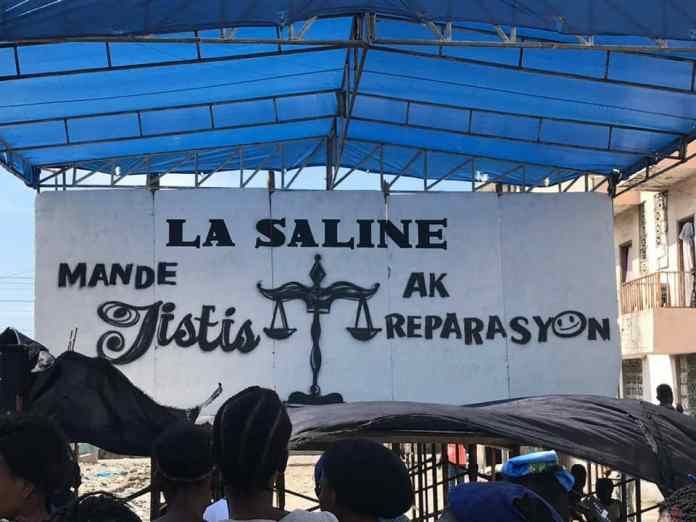 LA SALINE
MANDE AK
Jistis REPARASYON